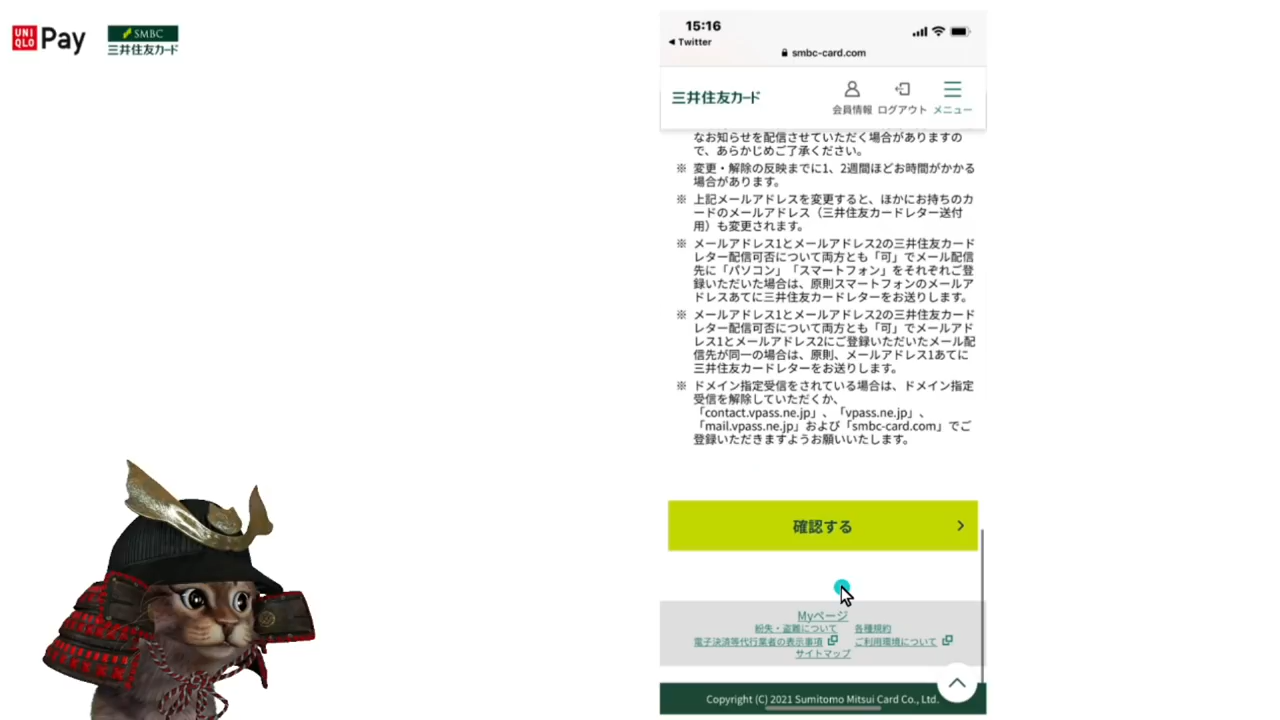 UNI QLO Pay
SMBC
三井住友カード
15:16
◀ Twitter
smbc-card.com
三井住友カード
会員情報 ログアウト メニュー
なお知らせを配信させていただく場合がありますの
で、あらかじめご了承ください。
※ 変更・解除の反映までに1、2週間ほどお時間がかかる
場合があります。
※ 上記メールアドレスを変更すると、ほかにお持ちのカ
ードのメールアドレス（三井住友カードレター送付
用）も変更されます。
※ メールアドレス1とメールアドレス2の三井住友カード
レター配信可否について両方とも「可」でメール配信
先に「パソコン」「スマートフォン」をそれぞれご登
録いただいた場合は、原則スマートフォンのメールア
ドレスあてに三井住友カードレターをお送りします。
※ メールアドレス1とメールアドレス2の三井住友カード
レター配信可否について両方とも「可」でメールアド
レス1とメールアドレス2にご登録いただいたメール配
信先が同一の場合は、原則、メールアドレス1あてに
三井住友カードレターをお送りします。
※ ドメイン指定受信をされている場合は、ドメイン指定
受信を解除していただくか、
「contact.vpass.ne.jp」、「vpass.ne.jp」、
「mail.vpass.ne.jp」および「smbc-card.com」でご
登録いただきますようお願いいたします。
確認する
Myページ
紛失・盗難について 各種規約
電子決済等代行業者の表示事項 ご利用環境について
サイトマップ
Copyright (C) 2021 Sumitomo Mitsui Card Co., Ltd.